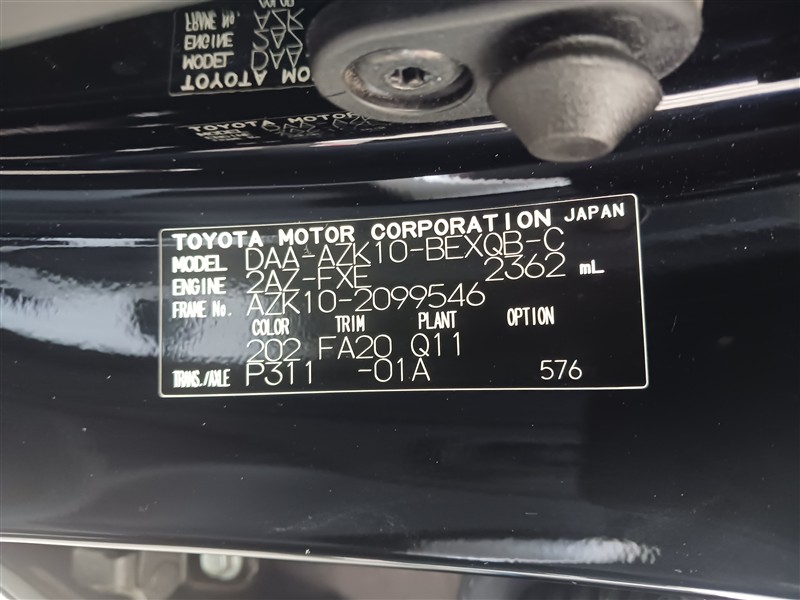 TOYOTA MOTOR CORPORATION JAPAN
MODEL DAA-AZK10-BEXQB-C
ENGINE 2AZ-FXE 2362 mL
FRAME No. AZK10-2099546
COLOR TRIM PLANT OPTION
202 FA20 Q11
TRANS./AXLE P311 -01A 576